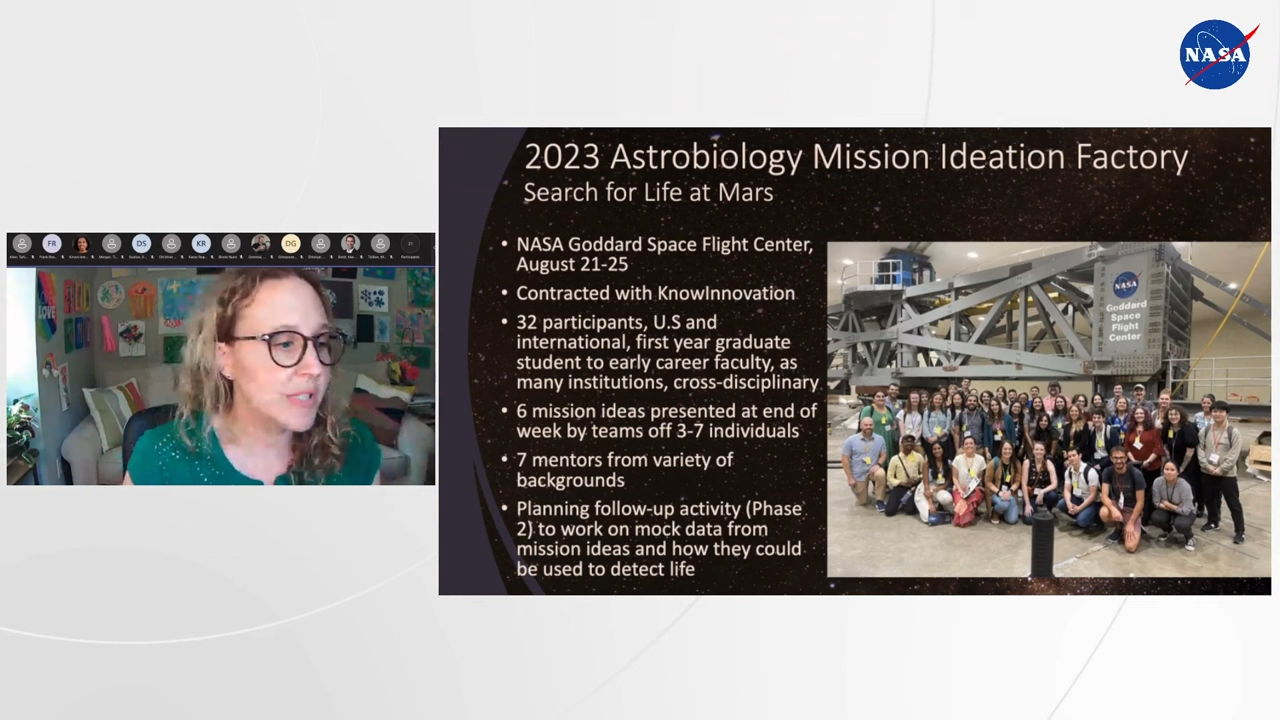 NASA
2023 Astrobiology Mission Ideation Factory
Search for Life at Mars
• NASA Goddard Space Flight Center,
August 21-25
• Contracted with KnowInnovation
• 32 participants, U.S and
international, first year graduate
student to early career faculty, as
many institutions, cross-disciplinary
• 6 mission ideas presented at end of
week by teams off 3-7 individuals
• 7 mentors from variety of
backgrounds
• Planning follow-up activity (Phase
2) to work on mock data from
mission ideas and how they could
be used to detect life
NASA
Goddard
Space
Flight
Center
FR
DS
KR
DG
Participants
LOVE